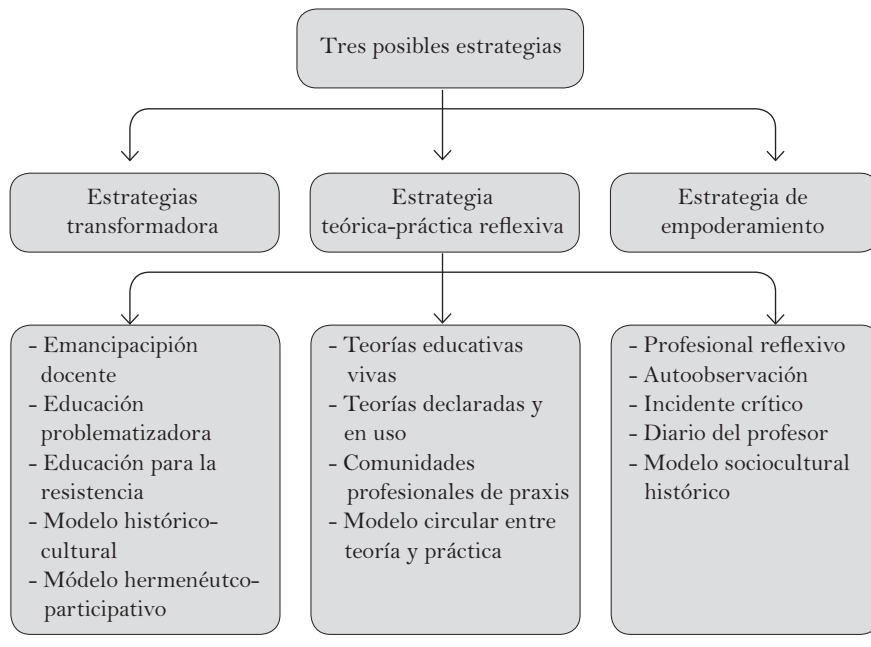 Tres posibles estrategias
Estrategias
transformadora
Estrategia
teórica-práctica reflexiva
Estrategia de
empoderamiento
- Emancipacipión
docente
- Educación
problematizadora
- Educación para la
resistencia
- Modelo histórico-
cultural
- Módelo hermenéutco-
participativo
- Teorías educativas
vivas
- Teorías declaradas y
en uso
- Comunidades
profesionales de praxis
- Modelo circular entre
teoría y práctica
- Profesional reflexivo
- Autoobservación
- Incidente crítico
- Diario del profesor
- Modelo sociocultural
histórico